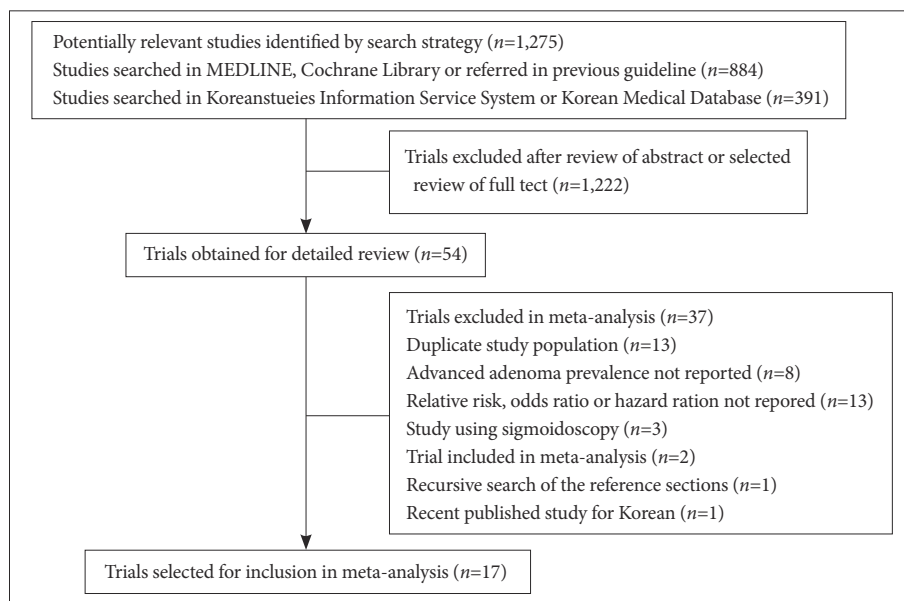 Potentially relevant studies identified by search strategy (n=1,275)
Studies searched in MEDLINE, Cochrane Library or referred in previous guideline (n=884)
Studies searched in Koreanstueies Information Service System or Korean Medical Database (n=391)
Trials excluded after review of abstract or selected
review of full tect (n=1,222)
Trials obtained for detailed review (n=54)
Trials excluded in meta-analysis (n=37)
Duplicate study population (n=13)
Advanced adenoma prevalence not reported (n=8)
Relative risk, odds ratio or hazard ration not repored (n=13)
Study using sigmoidoscopy (n=3)
Trial included in meta-analysis (n=2)
Recursive search of the reference sections (n=1)
Recent published study for Korean (n=1)
Trials selected for inclusion in meta-analysis (n=17)